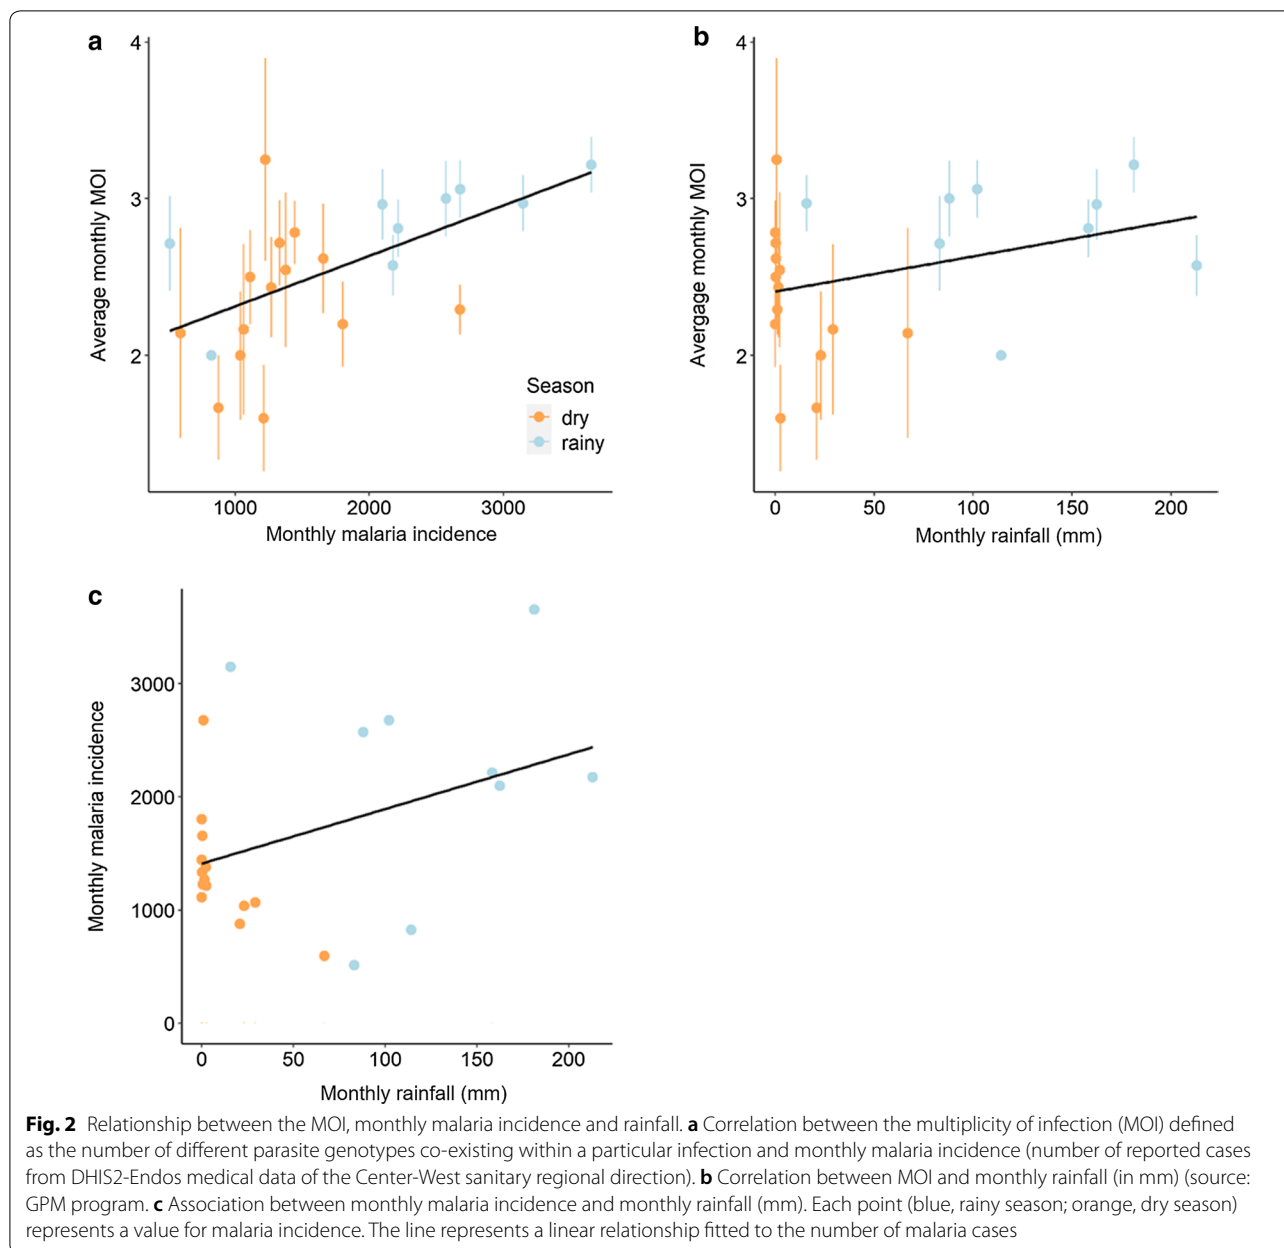 a
b
4
3
2
Average monthly MOI
1000 2000 3000
Monthly malaria incidence
Season
dry
rainy
4
3
2
Avergage monthly MOI
0 50 100 150 200
Monthly rainfall (mm)
c
3000
2000
1000
0
Monthly malaria incidence
0 50 100 150 200
Monthly rainfall (mm)
Fig. 2 Relationship between the MOI, monthly malaria incidence and rainfall. a Correlation between the multiplicity of infection (MOI) defined
as the number of different parasite genotypes co-existing within a particular infection and monthly malaria incidence (number of reported cases
from DHIS2-Endos medical data of the Center-West sanitary regional direction). b Correlation between MOI and monthly rainfall (in mm) (source:
GPM program. c Association between monthly malaria incidence and monthly rainfall (mm). Each point (blue, rainy season; orange, dry season)
represents a value for malaria incidence. The line represents a linear relationship fitted to the number of malaria cases